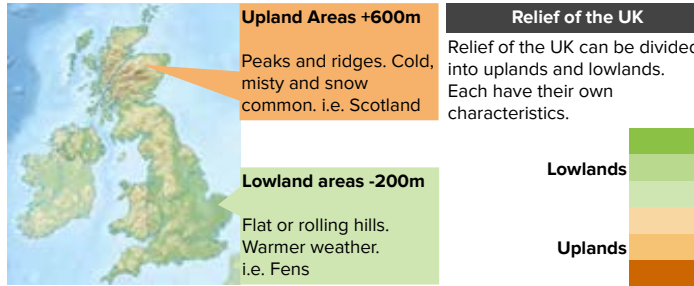 Upland Areas +600m
Peaks and ridges. Cold,
misty and snow
common. i.e. Scotland
Lowland areas -200m
Flat or rolling hills.
Warmer weather.
i.e. Fens
Relief of the UK
Relief of the UK can be divided
into uplands and lowlands.
Each have their own
characteristics.
Lowlands
Uplands